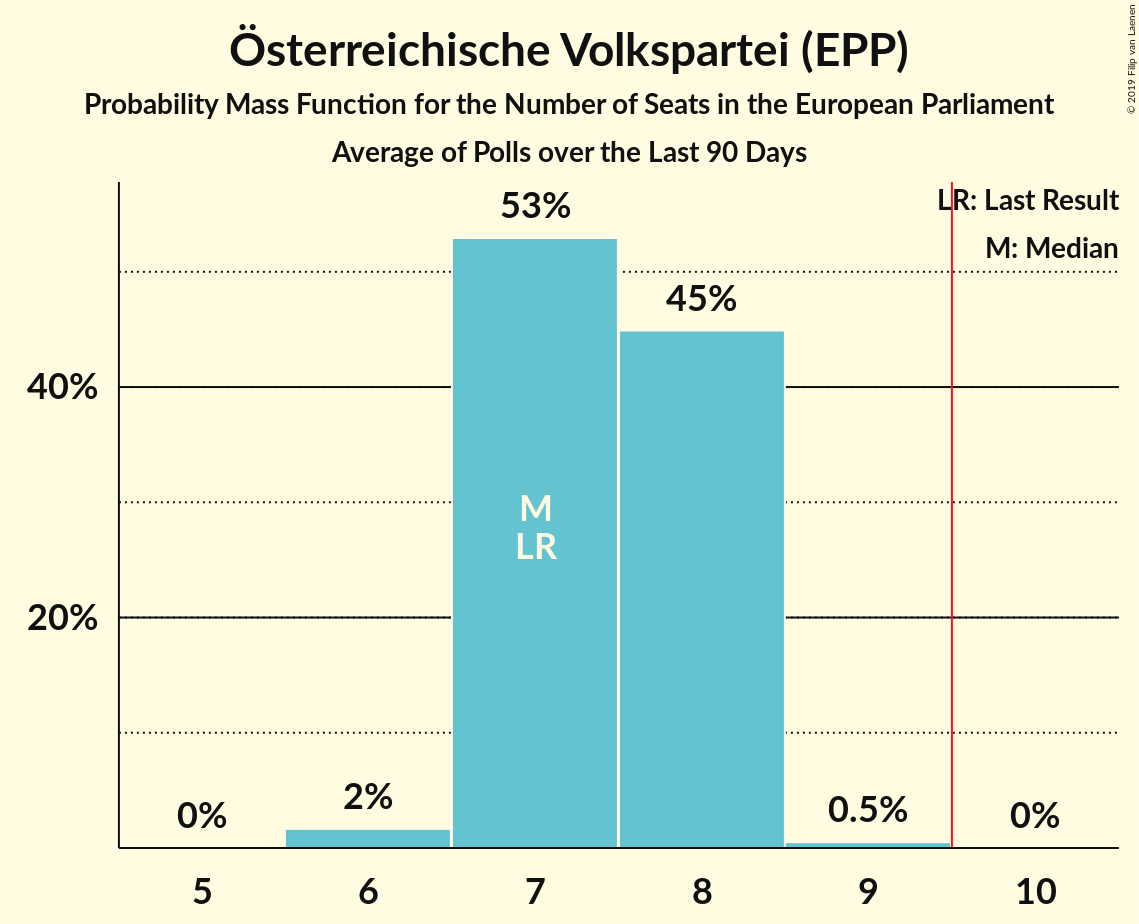 Österreichische Volkspartei (EPP)
Probability Mass Function for the Number of Seats in the European Parliament
Average of Polls over the Last 90 Days
© 2019 Filip van Laenen
LR: Last Result
M: Median
53%
45%
40%
M
LR
20%
0%
2%
0.5%
0%
5
6
7
8
9
10